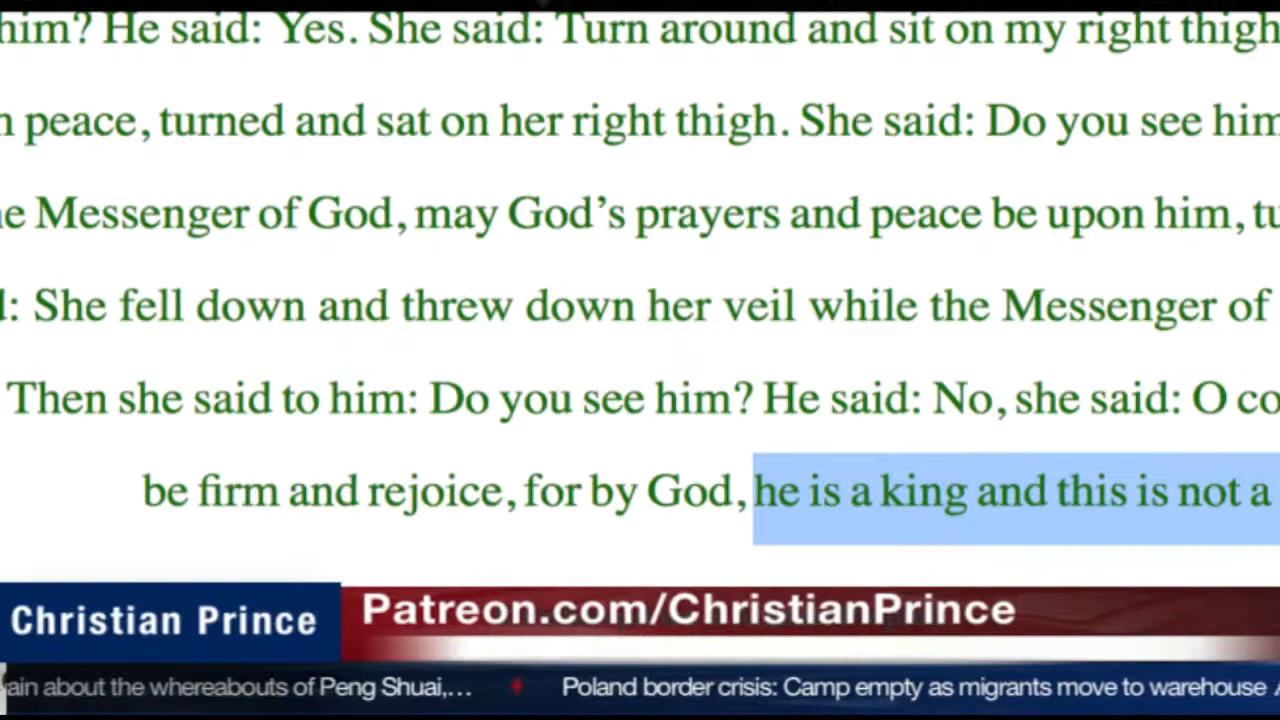 him? He said: Yes. She said: Turn around and sit on my right thigh
peace, turned and sat on her right thigh. She said: Do you see him
Messenger of God, may God's prayers and peace be upon him,
She fell down and threw down her veil while the Messenger of
Then she said to him: Do you see him? He said: No, she said: O
be firm and rejoice, for by God, he is a king and this is not a
Christian Prince
Patreon.com/ChristianPrince
about the whereabouts of Peng Shuai,... Poland border crisis: Camp empty as migrants move to warehouse